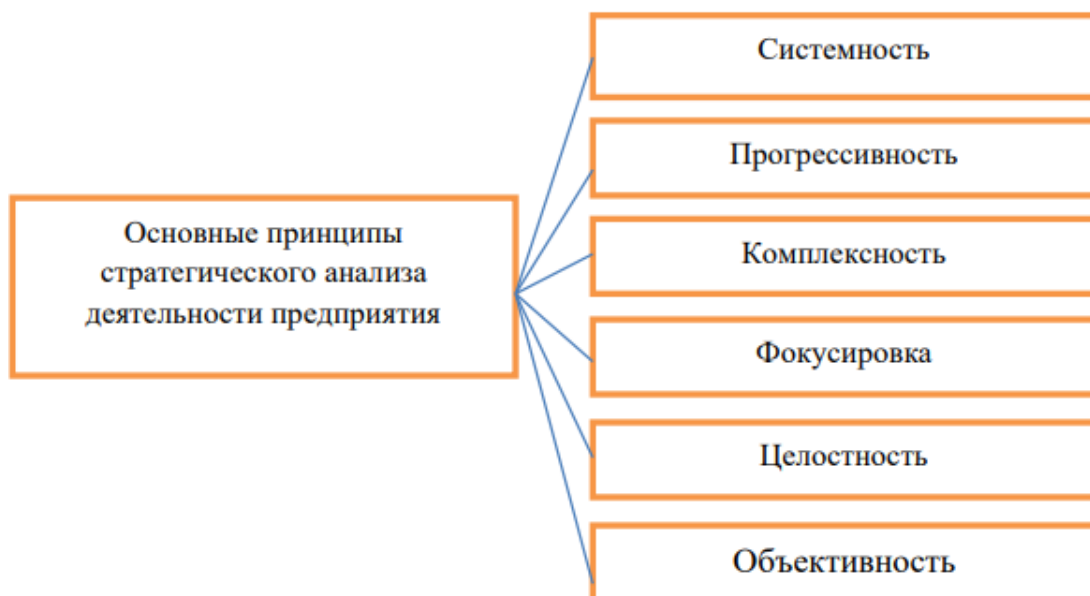 Основные принципы
стратегического анализа
деятельности предприятия
Системность
Прогрессивность
Комплексность
Фокусировка
Целостность
Объективность